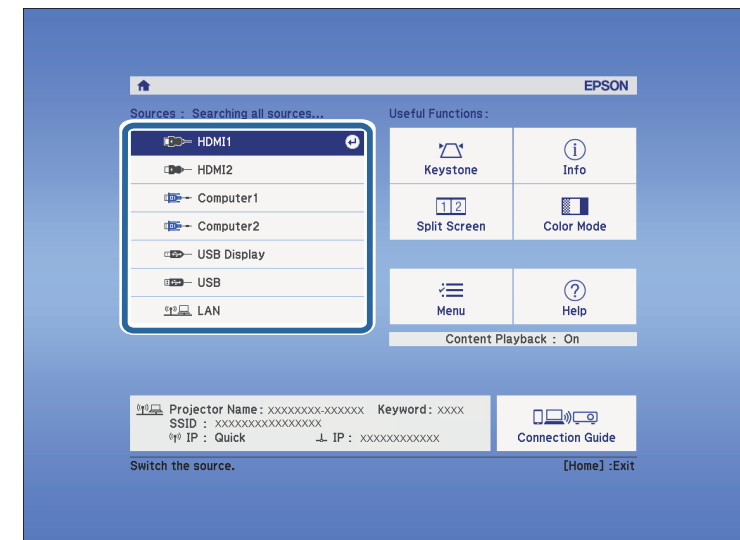 EPSON
Sources : Searching all sources...
HDMI1
HDMI2
Computer1
Computer2
USB Display
USB
LAN
Useful Functions :
Keystone
Info
1 2
Split Screen
Color Mode
Menu
Help
Content Playback : On
Projector Name : xxxxxxxx-xxxxxx Keyword : xxxx
SSID : xxxxxxxxxxxxxxxx
IP : Quick IP : xxxxxxxxxxxx
Connection Guide
Switch the source. [Home] :Exit